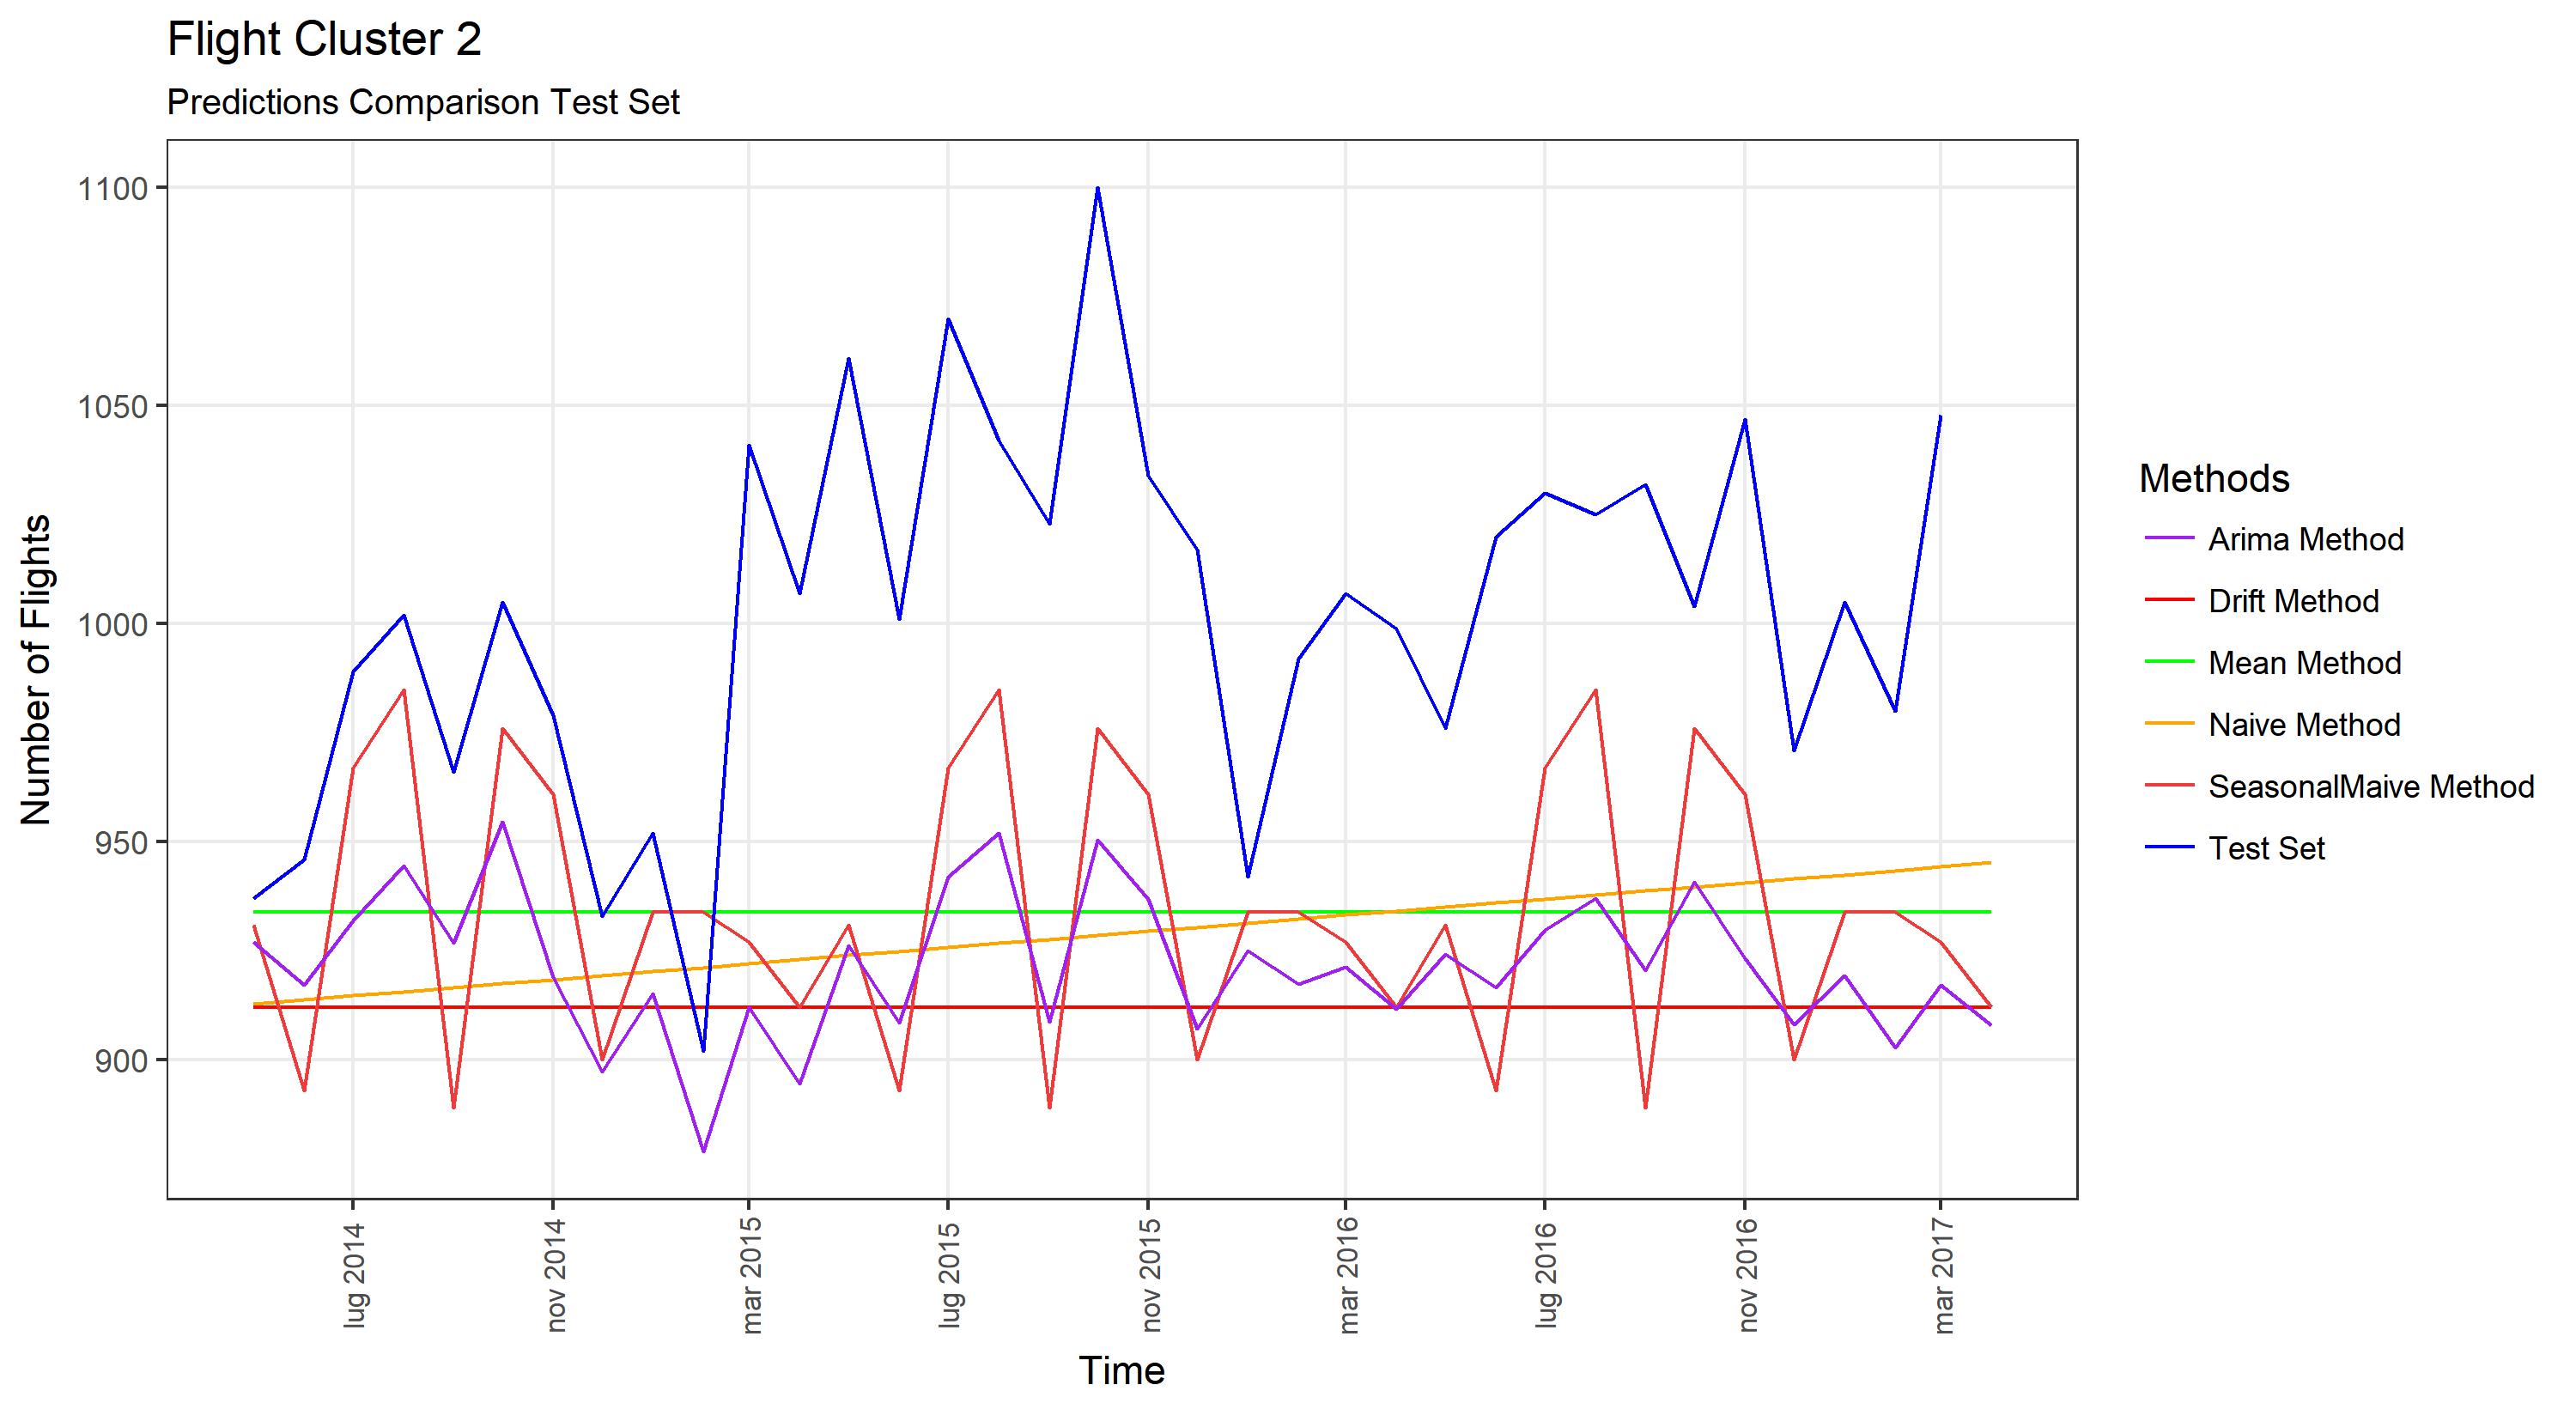 Flight Cluster 2
Predictions Comparison Test Set
Number of Flights
1100
1050
1000
950
900
lug 2014
nov 2014
mar 2015
lug 2015
nov 2015
mar 2016
lug 2016
nov 2016
mar 2017
Time
Methods
Arima Method
Drift Method
Mean Method
Naive Method
SeasonalMaive Method
Test Set